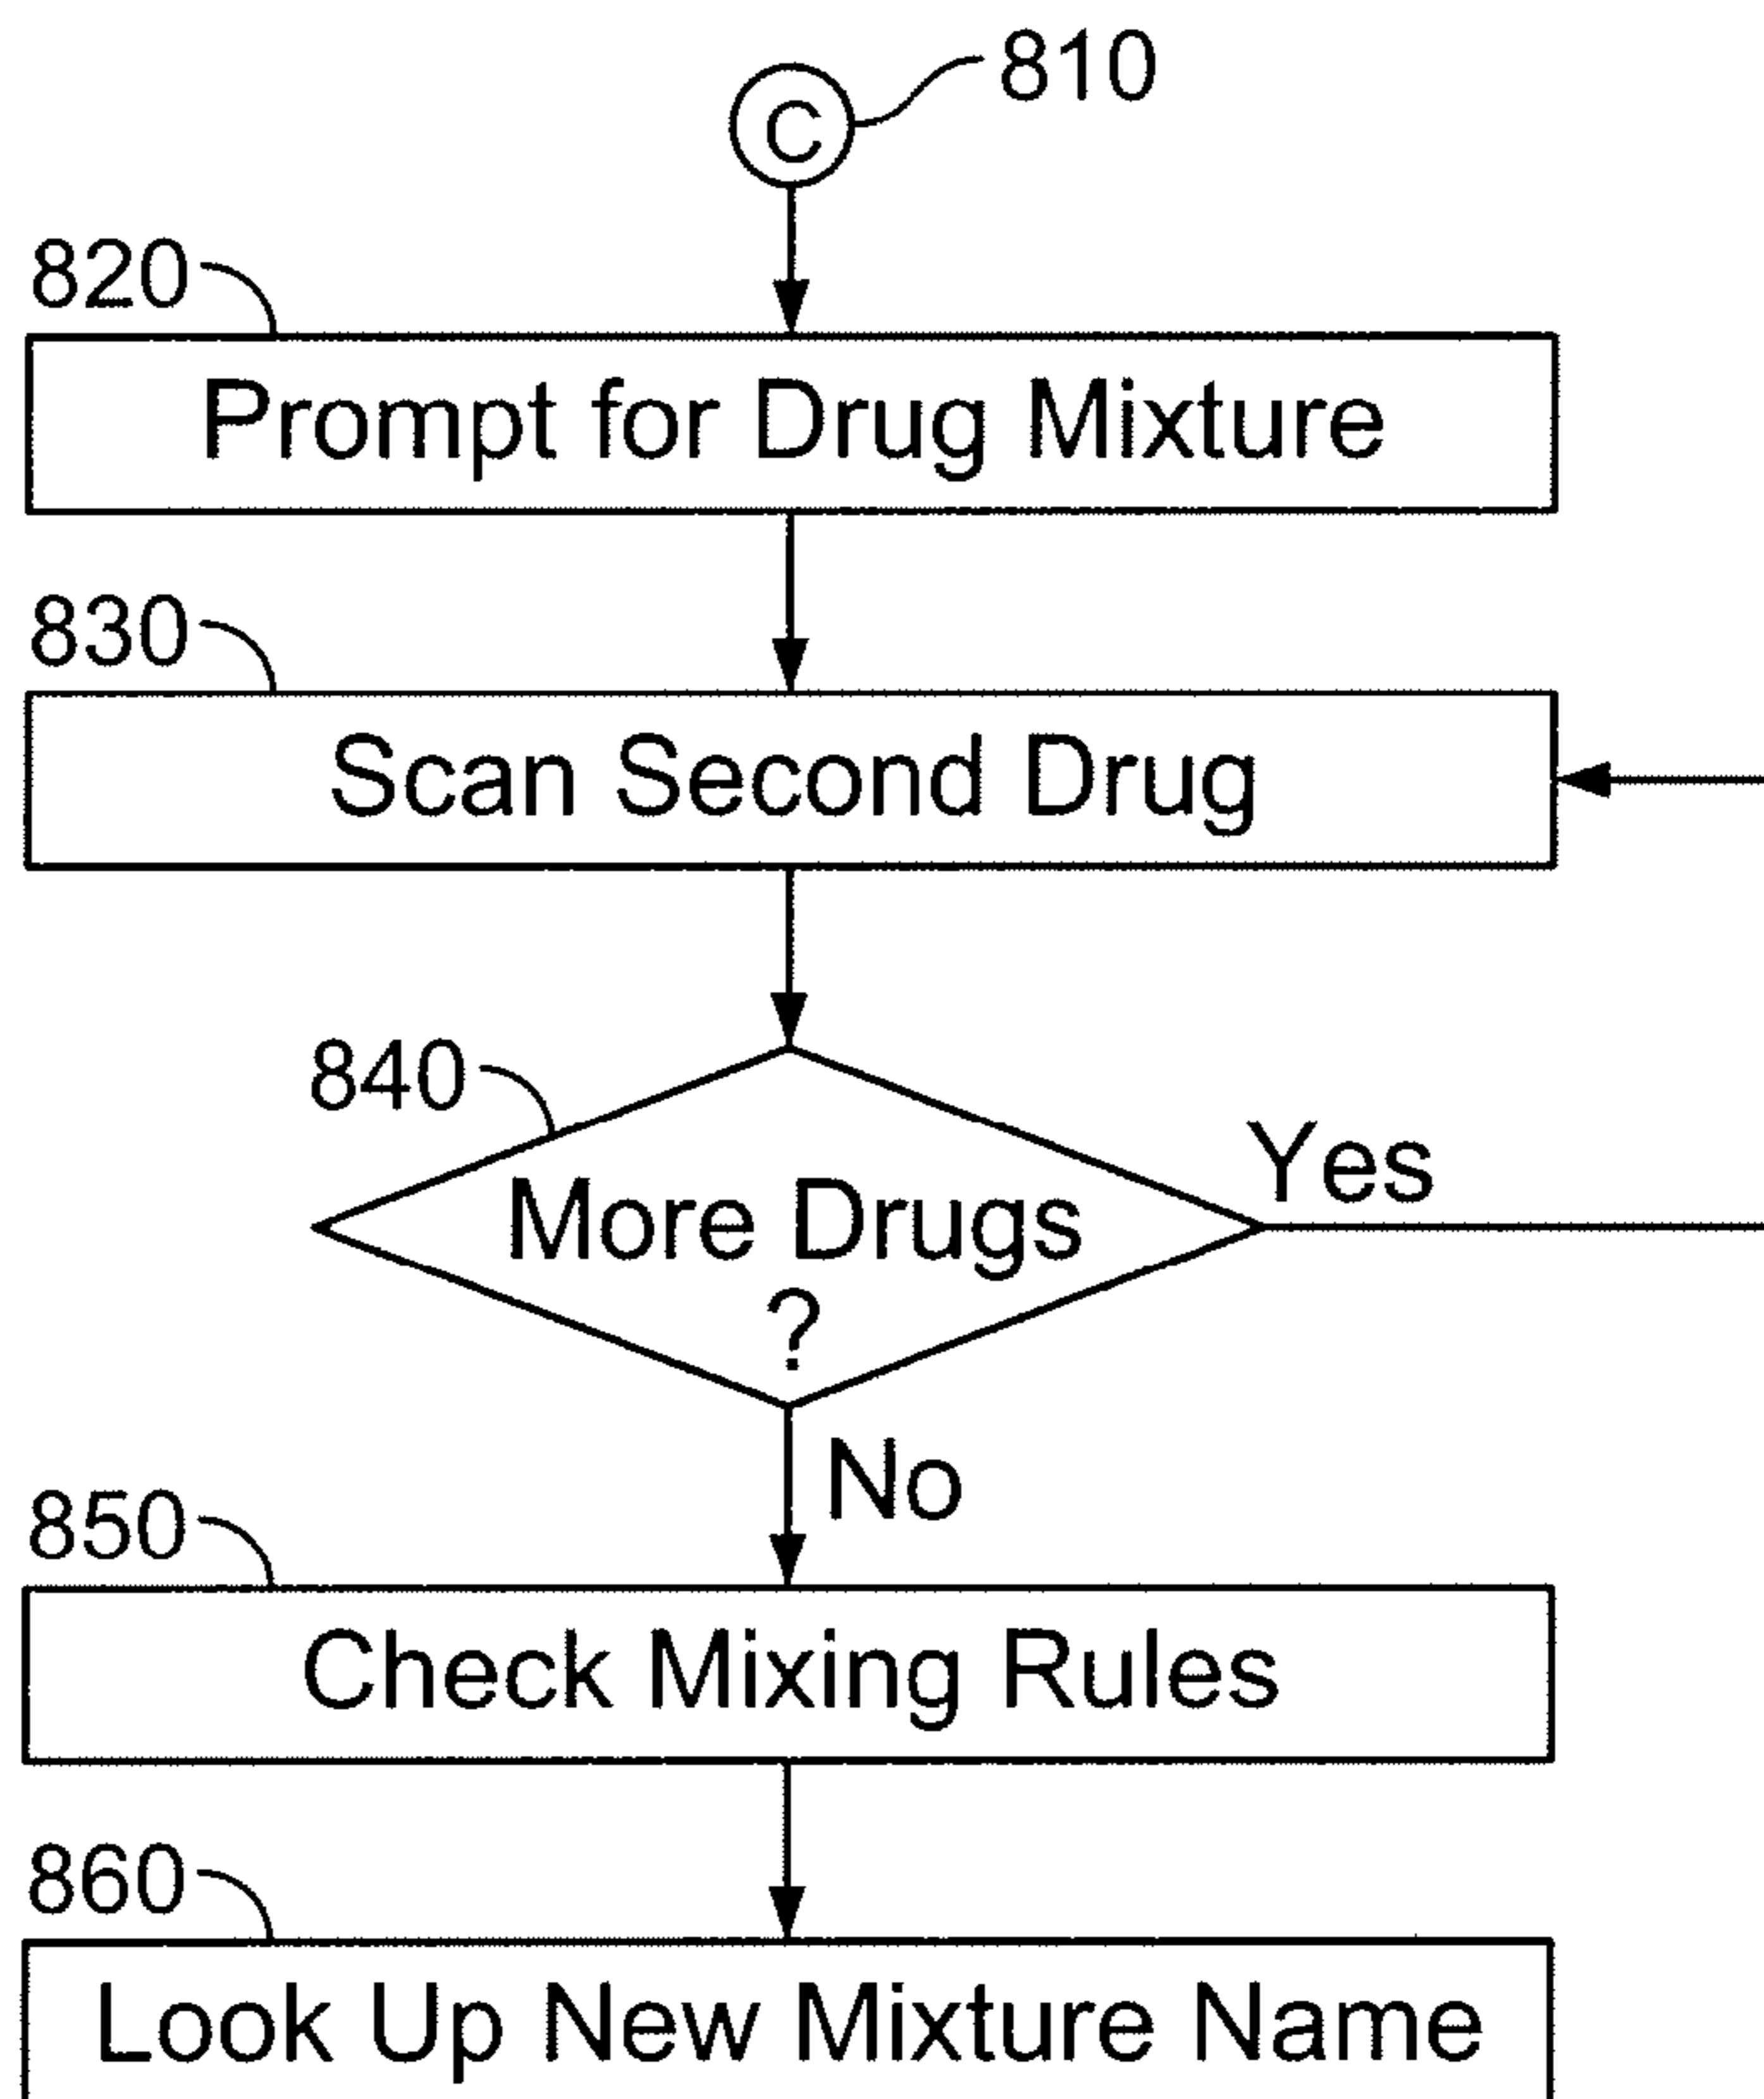 810
C
820
Prompt for Drug Mixture
830
Scan Second Drug
840
More Drugs
?
Yes
No
850
Check Mixing Rules
860
Look Up New Mixture Name